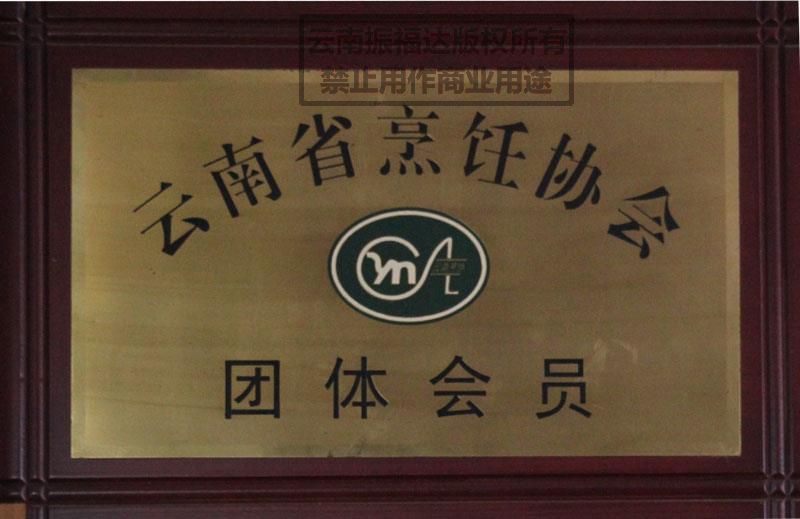 云南振福达版权所有
禁止用作商业用途
云南省烹饪协会
ym
团体会员